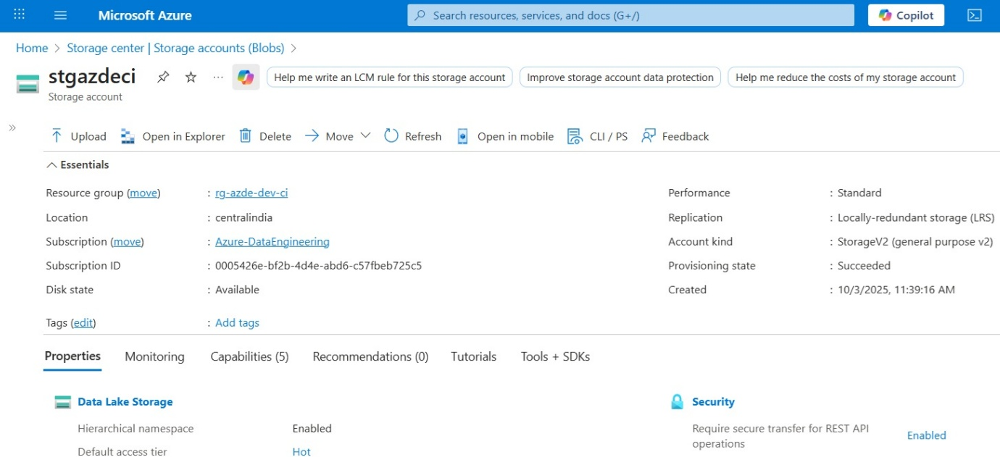 Microsoft Azure
Search resources, services, and docs (G+/)
Copilot
Home > Storage center | Storage accounts (Blobs) >
stgazdeci
...
Storage account
Help me write an LCM rule for this storage account
Improve storage account data protection
Help me reduce the costs of my storage account
Upload
Open in Explorer
Delete
Move
Refresh
Open in mobile
CLI / PS
Feedback
Essentials
Resource group (move) : rg-azde-dev-ci
Location : centralindia
Subscription (move) : Azure-DataEngineering
Subscription ID : 0005426e-bf2b-4d4e-abd6-c57fbeb725c5
Disk state : Available
Tags (edit) : Add tags
Performance : Standard
Replication : Locally-redundant storage (LRS)
Account kind : StorageV2 (general purpose v2)
Provisioning state : Succeeded
Created : 10/3/2025, 11:39:16 AM
Properties
Monitoring
Capabilities (5)
Recommendations (0)
Tutorials
Tools + SDKs
Data Lake Storage
Hierarchical namespace Enabled
Default access tier Hot
Security
Require secure transfer for REST API
operations
Enabled